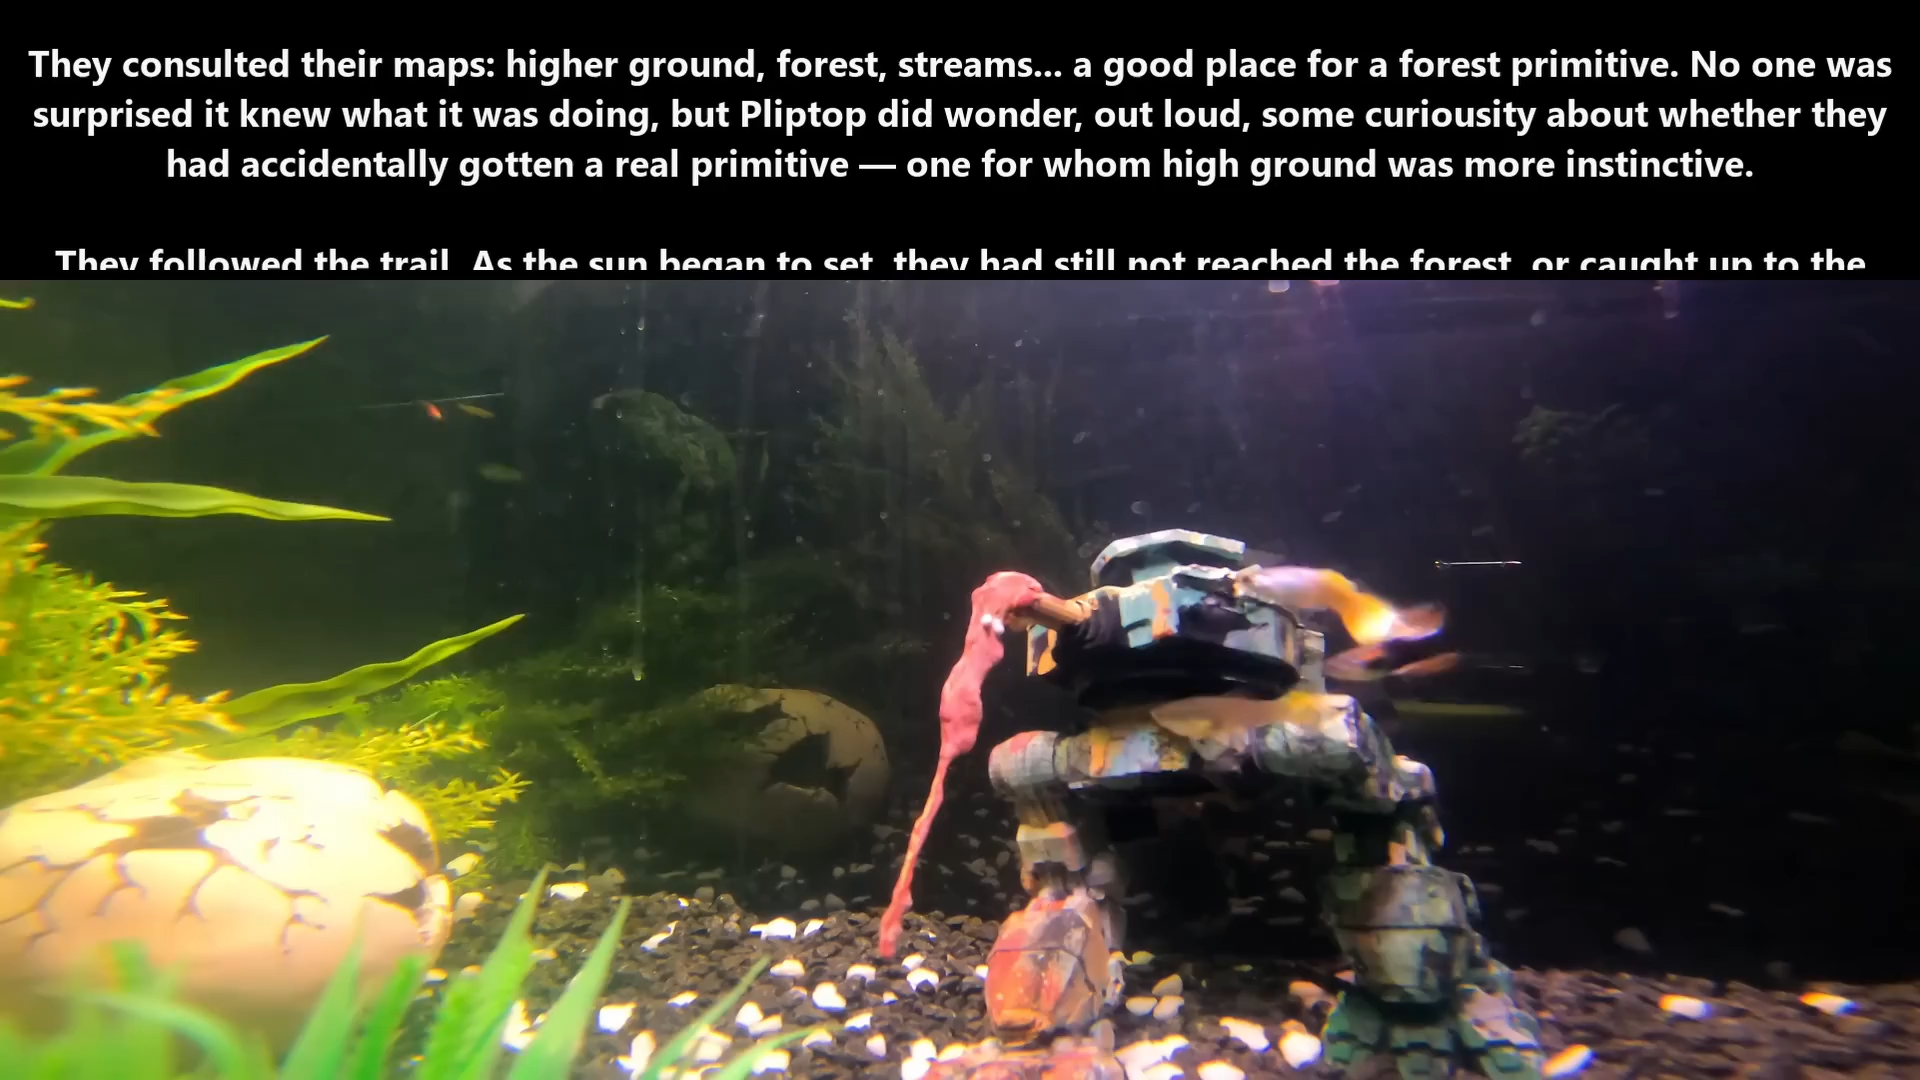 They consulted their maps: higher ground, forest, streams... a good place for a forest primitive. No one was
surprised it knew what it was doing, but Pliptop did wonder, out loud, some curiousity about whether they
had accidentally gotten a real primitive — one for whom high ground was more instinctive.
They followed the trail. As the sun began to set, they had still not reached the forest, or caught up to the